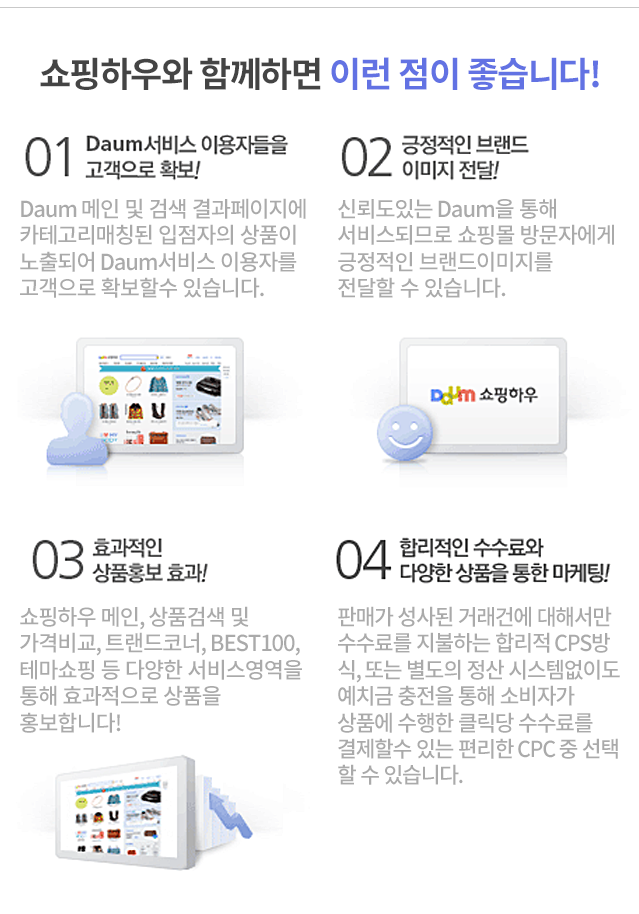 쇼핑하우와 함께하면 이런 점이 좋습니다!
01 Daum서비스 이용자들을
고객으로 확보!
Daum 메인 및 검색 결과페이지에
카테고리매칭된 입점자의 상품이
노출되어 Daum서비스 이용자를
고객으로 확보할수 있습니다.
02 긍정적인 브랜드
이미지 전달!
신뢰도있는 Daum을 통해
서비스되므로 쇼핑몰 방문자에게
긍정적인 브랜드이미지를
전달할 수 있습니다.
Daum 쇼핑하우
03 효과적인
상품홍보 효과!
쇼핑하우 메인, 상품검색 및
가격비교, 트랜드코너, BEST100,
테마쇼핑 등 다양한 서비스영역을
통해 효과적으로 상품을
홍보합니다!
04 합리적인 수수료와
다양한 상품을 통한 마케팅!
판매가 성사된 거래건에 대해서만
수수료를 지불하는 합리적 CPS방
식, 또는 별도의 정산 시스템없이도
예치금 충전을 통해 소비자가
상품에 수행한 클릭당 수수료를
결제할수 있는 편리한 CPC 중 선택
할 수 있습니다.